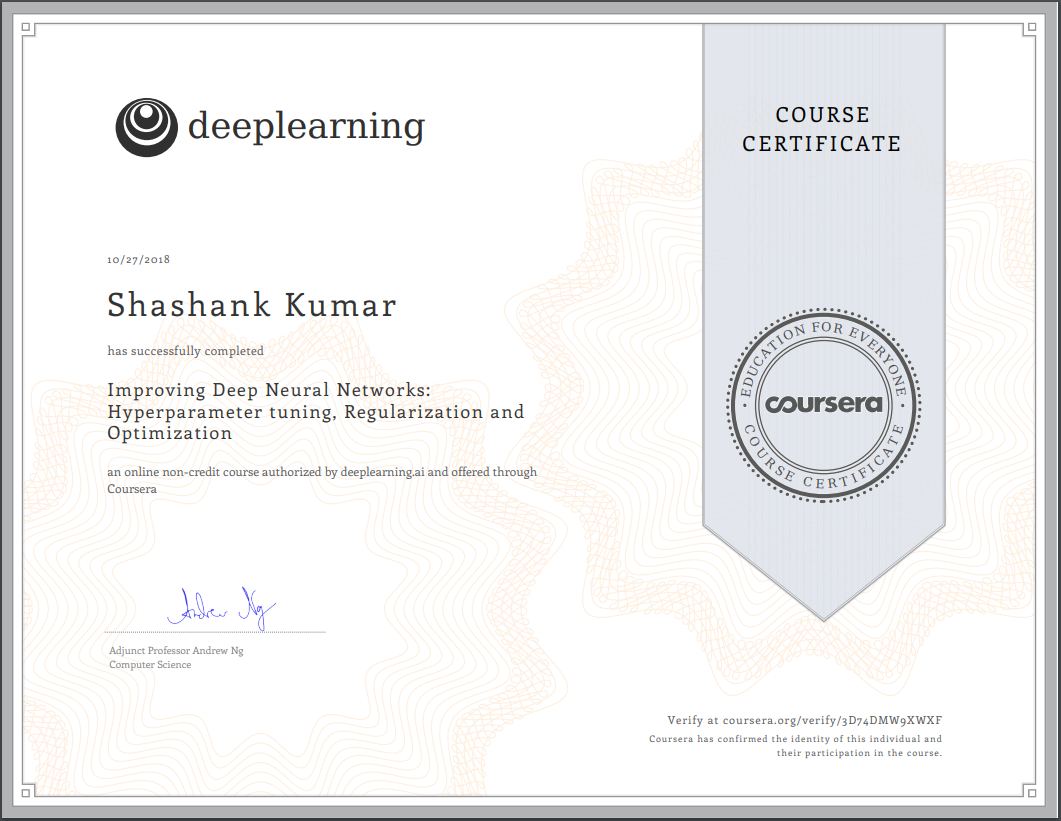 deeplearning
COURSE
CERTIFICATE
10/27/2018
Shashank Kumar
has successfully completed
Improving Deep Neural Networks:
Hyperparameter tuning, Regularization and
Optimization
an online non-credit course authorized by deeplearning.ai and offered through
Coursera
EDUCATION FOR EVERYONE
coursera
COURSE CERTIFICATE
Andrew Ng
Adjunct Professor Andrew Ng
Computer Science
Verify at coursera.org/verify/3D74DMW9XWXF
Coursera has confirmed the identity of this individual and
their participation in the course.